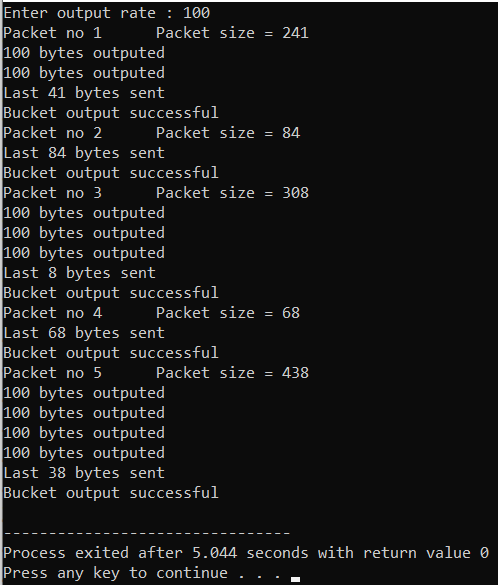 Enter output rate : 100
Packet no 1      Packet size = 241
100 bytes outputed
100 bytes outputed
Last 41 bytes sent
Bucket output successful
Packet no 2      Packet size = 84
Last 84 bytes sent
Bucket output successful
Packet no 3      Packet size = 308
100 bytes outputed
100 bytes outputed
100 bytes outputed
Last 8 bytes sent
Bucket output successful
Packet no 4      Packet size = 68
Last 68 bytes sent
Bucket output successful
Packet no 5      Packet size = 438
100 bytes outputed
100 bytes outputed
100 bytes outputed
100 bytes outputed
Last 38 bytes sent
Bucket output successful

--------------------------------
Process exited after 5.044 seconds with return value 0
Press any key to continue . . .